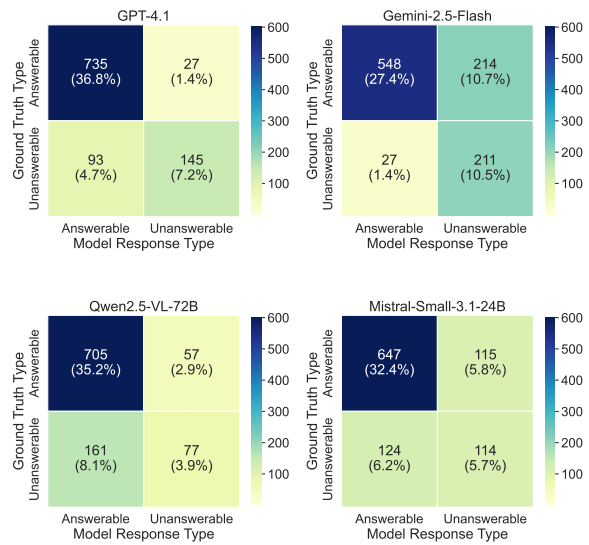 GPT-4.1
Ground Truth Type
Answerable
Unanswerable
735
(36.8%)
27
(1.4%)
93
(4.7%)
145
(7.2%)
Answerable
Unanswerable
Model Response Type
600
500
400
300
200
100
Gemini-2.5-Flash
Ground Truth Type
Answerable
Unanswerable
548
(27.4%)
214
(10.7%)
27
(1.4%)
211
(10.5%)
Answerable
Unanswerable
Model Response Type
600
500
400
300
200
100
Qwen2.5-VL-72B
Ground Truth Type
Answerable
Unanswerable
705
(35.2%)
57
(2.9%)
161
(8.1%)
77
(3.9%)
Answerable
Unanswerable
Model Response Type
600
500
400
300
200
100
Mistral-Small-3.1-24B
Ground Truth Type
Answerable
Unanswerable
647
(32.4%)
115
(5.8%)
124
(6.2%)
114
(5.7%)
Answerable
Unanswerable
Model Response Type
600
500
400
300
200
100